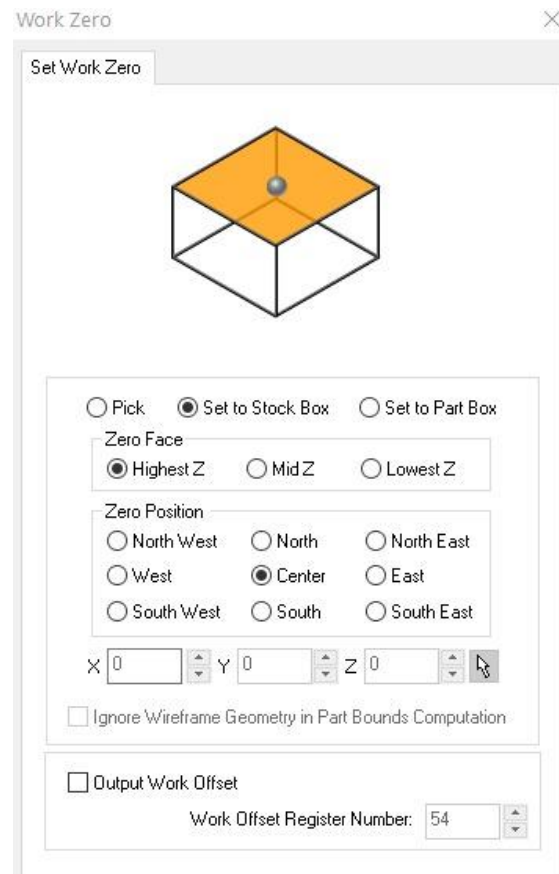 Work Zero
Set Work Zero
Pick Set to Stock Box Set to Part Box
Zero Face
Highest Z Mid Z Lowest Z
Zero Position
North West North North East
West Center East
South West South South East
X 0 Y 0 Z 0
Ignore Wireframe Geometry in Part Bounds Computation
Output Work Offset
Work Offset Register Number: 54